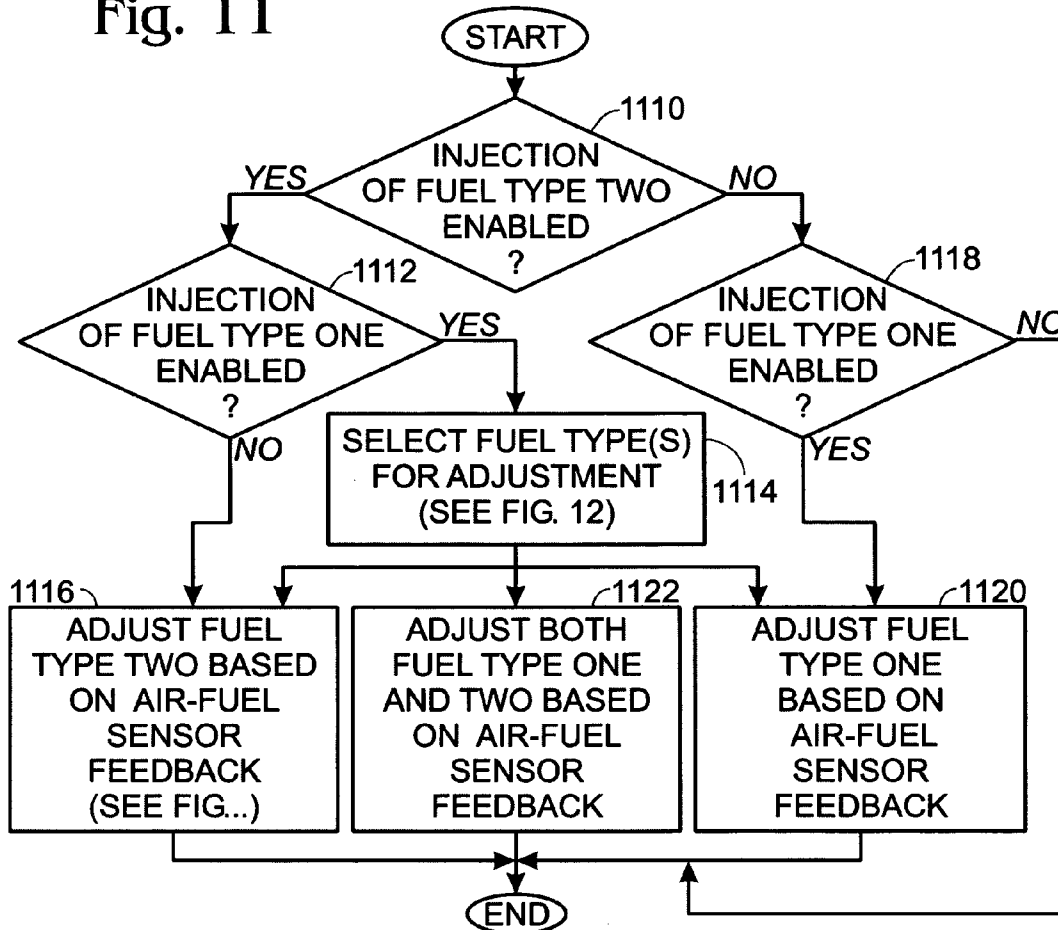 Fig. 11
START
1110
INJECTION
OF FUEL TYPE TWO
ENABLED
?
YES
NO
1112
INJECTION
OF FUEL TYPE ONE
ENABLED
?
YES
NO
1118
INJECTION
OF FUEL TYPE ONE
ENABLED
?
NO
YES
SELECT FUEL TYPE(S)
FOR ADJUSTMENT
(SEE FIG. 12)
1114
1116
ADJUST FUEL
TYPE TWO BASED
ON AIR-FUEL
SENSOR
FEEDBACK
(SEE FIG...)
1122
ADJUST BOTH
FUEL TYPE ONE
AND TWO BASED
ON AIR-FUEL
SENSOR
FEEDBACK
1120
ADJUST FUEL
TYPE ONE
BASED ON
AIR-FUEL
SENSOR
FEEDBACK
END